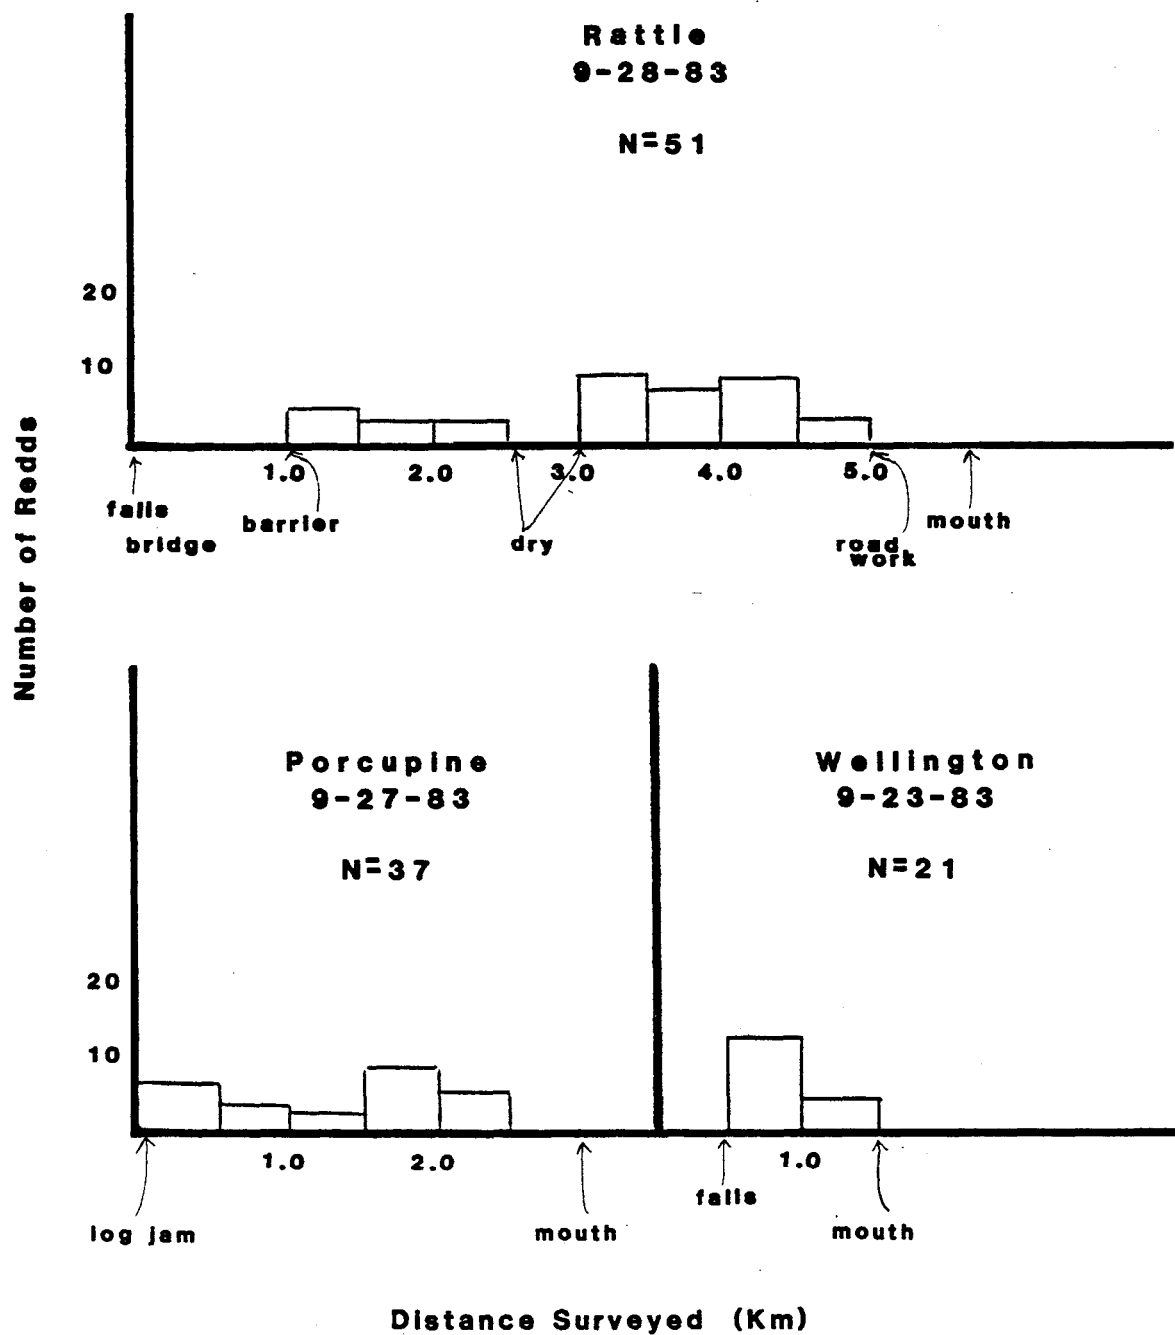 Rattle
9-28-83
N=51
Number of Redds
20
10
1.0 2.0 3.0 4.0 5.0
falls
bridge
barrier
dry
road
work
mouth
Porcupine
9-27-83
N=37
20
10
1.0 2.0
log jam
mouth
Wellington
9-23-83
N=21
1.0
falls
mouth
Distance Surveyed (Km)